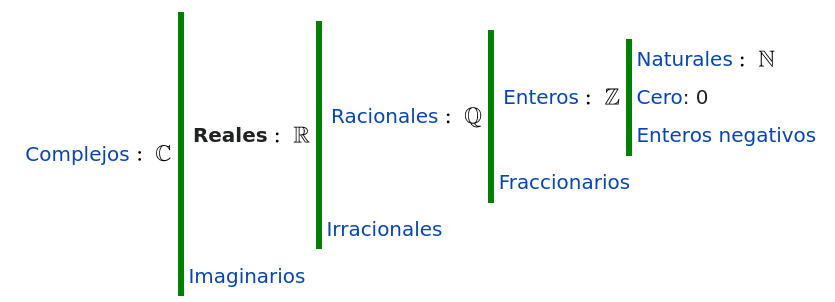 Naturales : ℕ
Enteros : ℤ
Cero: 0
Racionales : ℚ
Reales : ℝ
Enteros negativos
Complejos : ℂ
Fraccionarios
Irracionales
Imaginarios